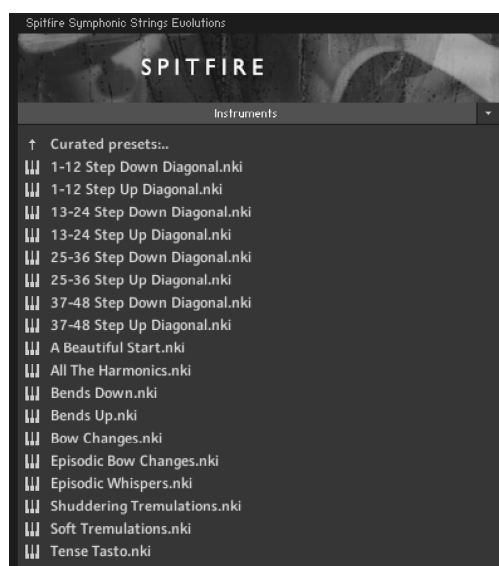 Spitfire Symphonic Strings Evolutions
SPITFIRE
Instruments
Curated presets:..
1-12 Step Down Diagonal.nki
1-12 Step Up Diagonal.nki
13-24 Step Down Diagonal.nki
13-24 Step Up Diagonal.nki
25-36 Step Down Diagonal.nki
25-36 Step Up Diagonal.nki
37-48 Step Down Diagonal.nki
37-48 Step Up Diagonal.nki
A Beautiful Start.nki
All The Harmonics.nki
Bends Down.nki
Bends Up.nki
Bow Changes.nki
Episodic Bow Changes.nki
Episodic Whispers.nki
Shuddering Tremulations.nki
Soft Tremulations.nki
Tense Tasto.nki